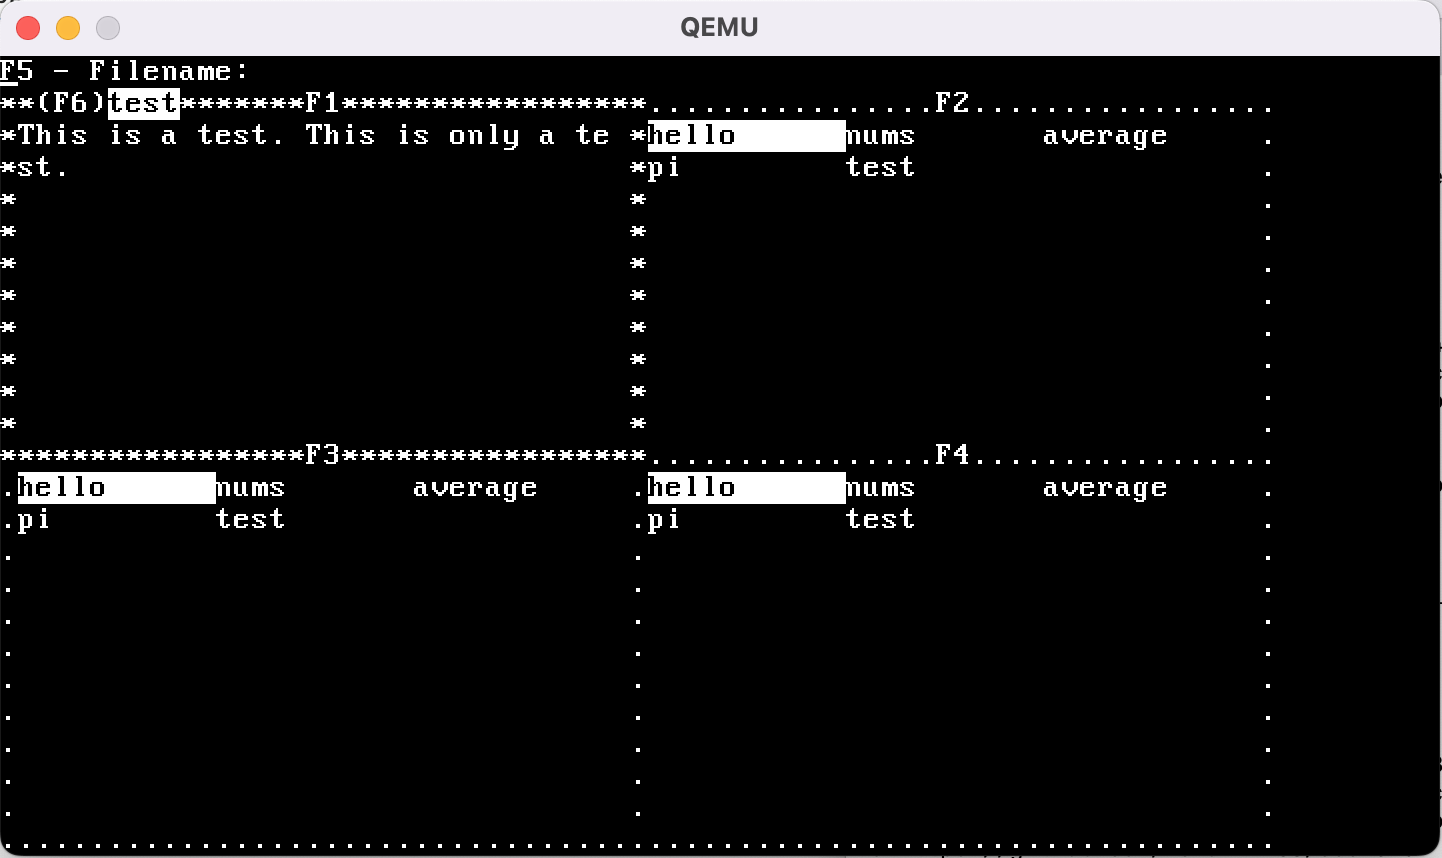 QEMU
F5 - Filename:
**(F6)test*******F1*****************................F2.................
*This is a test. This is only a te *hello      nums       average     .
*st.                               *pi         test                   .
*                                  *                                  .
*                                  *                                  .
*                                  *                                  .
*                                  *                                  .
*                                  *                                  .
*                                  *                                  .
*                                  *                                  .
*                                  *                                  .
*****************F3*****************................F4.................
.hello      nums       average     .hello      nums       average     .
.pi         test                   .pi         test                   .
.                                  .                                  .
.                                  .                                  .
.                                  .                                  .
.                                  .                                  .
.                                  .                                  .
.                                  .                                  .
.                                  .                                  .
.                                  .                                  .
.                                  .                                  .
.......................................................................